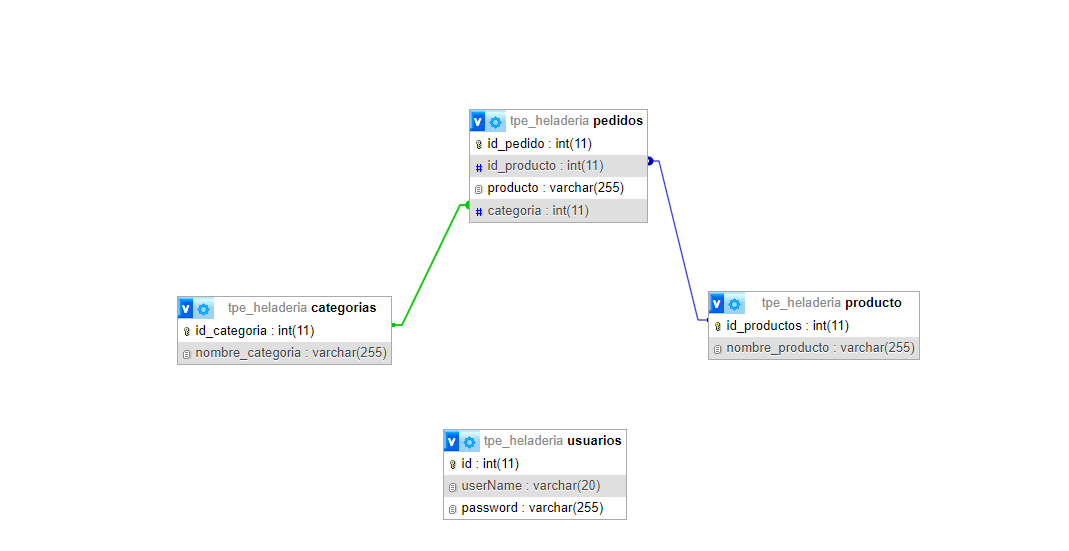 tpe_heladeria pedidos
id_pedido : int(11)
# id_producto : int(11)
producto : varchar(255)
# categoria : int(11)
v tpe_heladeria categorias
id_categoria : int(11)
nombre_categoria : varchar(255)
v tpe_heladeria producto
id_productos : int(11)
nombre_producto : varchar(255)
v tpe_heladeria usuarios
id : int(11)
userName : varchar(20)
password : varchar(255)